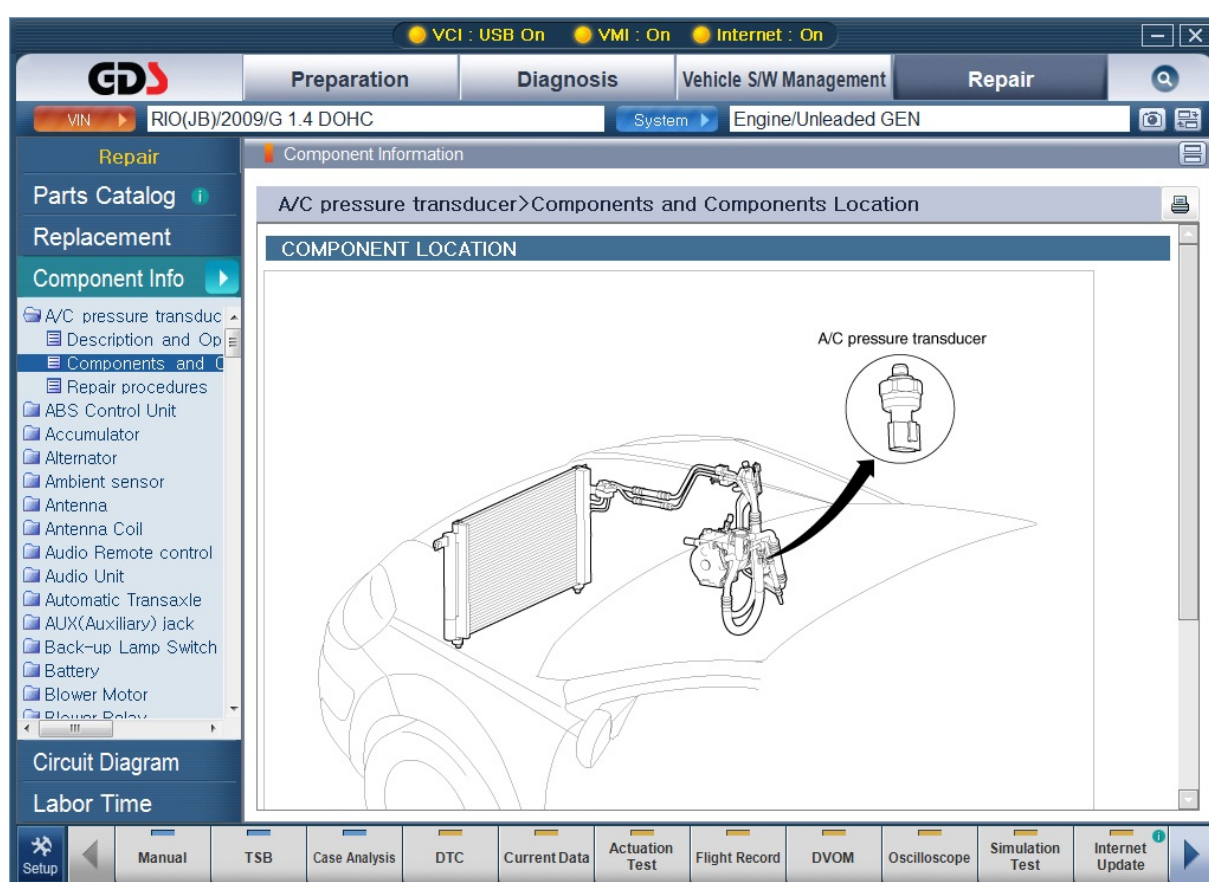 VCI : USB On VMI : On Internet : On
GDS
Preparation
Diagnosis
Vehicle S/W Management
Repair
VIN
RIO(JB)/2009/G 1.4 DOHC
System
Engine/Unleaded GEN
Repair
Parts Catalog i
Replacement
Component Info
A/C pressure transduc
Description and Op
Components and C
Repair procedures
ABS Control Unit
Accumulator
Alternator
Ambient sensor
Antenna
Antenna Coil
Audio Remote control
Audio Unit
Automatic Transaxle
AUX(Auxiliary) jack
Back-up Lamp Switch
Battery
Blower Motor
Blower Relay
Circuit Diagram
Labor Time
Component Information
A/C pressure transducer>Components and Components Location
COMPONENT LOCATION
A/C pressure transducer
Setup
Manual
TSB
Case Analysis
DTC
Current Data
Actuation
Test
Flight Record
DVOM
Oscilloscope
Simulation
Test
Internet
Update
i